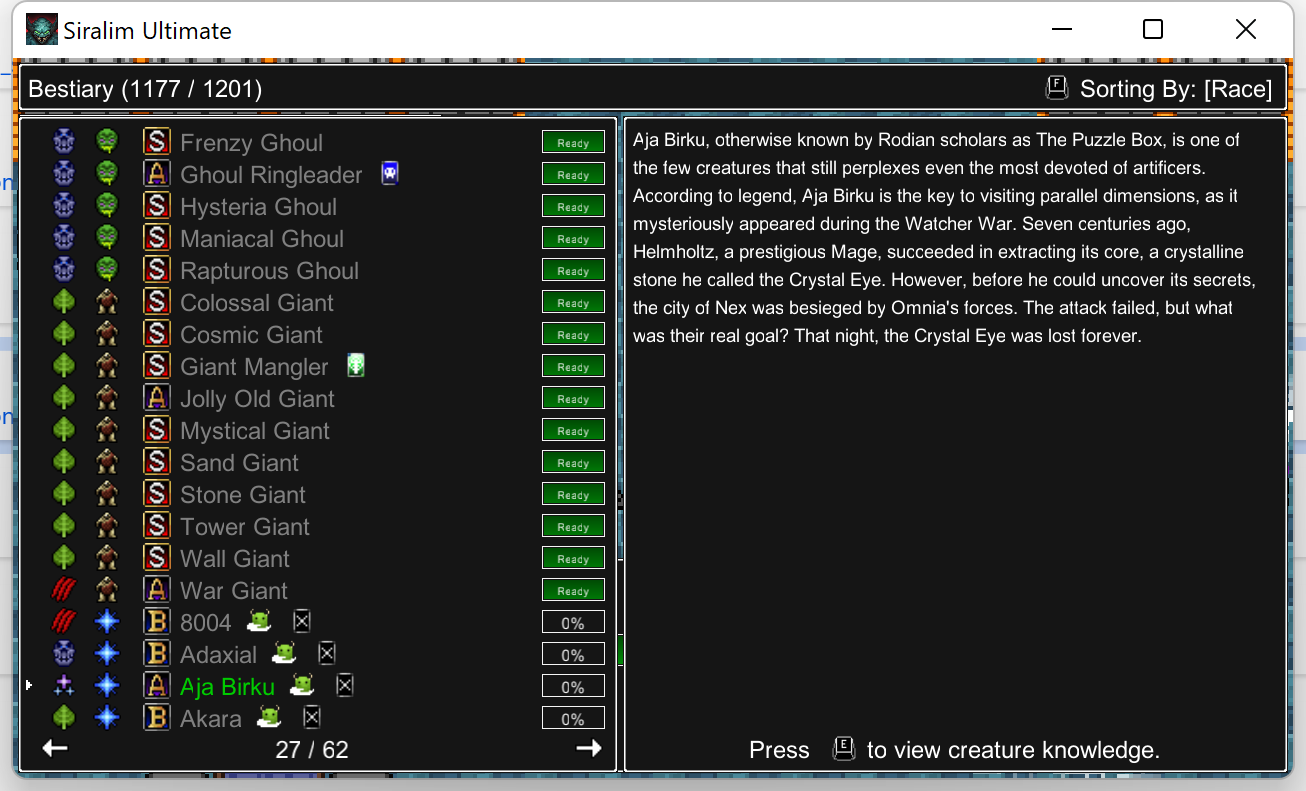 Siralim Ultimate
Bestiary (1177 / 1201)
F Sorting By: [Race]
S Frenzy Ghoul Ready
A Ghoul Ringleader Ready
S Hysteria Ghoul Ready
S Maniacal Ghoul Ready
S Rapturous Ghoul Ready
S Colossal Giant Ready
S Cosmic Giant Ready
S Giant Mangler Ready
A Jolly Old Giant Ready
S Mystical Giant Ready
S Sand Giant Ready
S Stone Giant Ready
S Tower Giant Ready
S Wall Giant Ready
A War Giant Ready
B 8004 0%
B Adaxial 0%
A Aja Birku 0%
B Akara 0%
27 / 62
Aja Birku, otherwise known by Rodian scholars as The Puzzle Box, is one of
the few creatures that still perplexes even the most devoted of artificers.
According to legend, Aja Birku is the key to visiting parallel dimensions, as it
mysteriously appeared during the Watcher War. Seven centuries ago,
Helmholtz, a prestigious Mage, succeeded in extracting its core, a crystalline
stone he called the Crystal Eye. However, before he could uncover its secrets,
the city of Nex was besieged by Omnia's forces. The attack failed, but what
was their real goal? That night, the Crystal Eye was lost forever.
Press E to view creature knowledge.